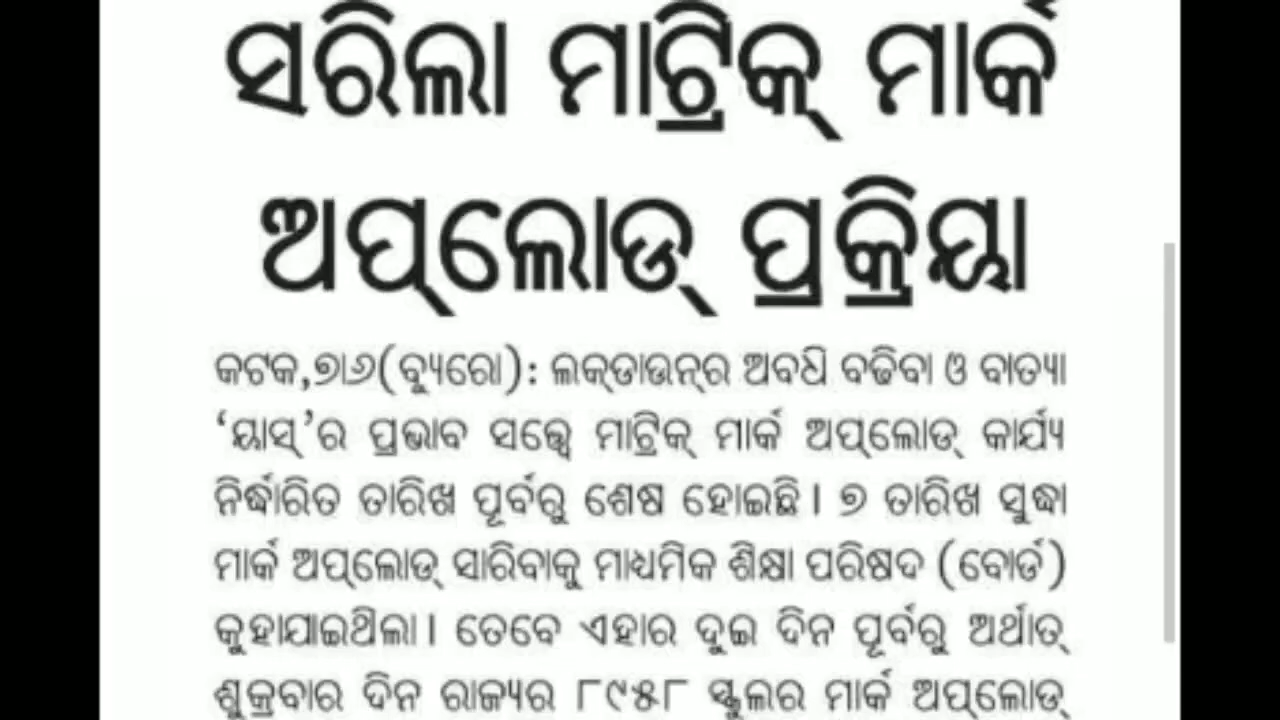 ସରିଲା ମାଟ୍ରିକ୍ ମାର୍କ
ଅପ୍‌ଲୋଡ୍ ପ୍ରକ୍ରିୟା
କଟକ,୭।୬(ବ୍ୟୁରୋ): ଲକ୍‌ଡାଉନ୍‌ର ଅବଧି ବଢିବା ଓ ବାତ୍ୟା
‘ୟାସ୍’ର ପ୍ରଭାବ ସତ୍ତ୍ୱେ ମାଟ୍ରିକ୍ ମାର୍କ ଅପ୍‌ଲୋଡ୍ କାର୍ଯ୍ୟ
ନିର୍ଦ୍ଧାରିତ ତାରିଖ ପୂର୍ବରୁ ଶେଷ ହୋଇଛି। ୭ ତାରିଖ ସୁଦ୍ଧା
ମାର୍କ ଅପ୍‌ଲୋଡ୍ ସାରିବାକୁ ମାଧ୍ୟମିକ ଶିକ୍ଷା ପରିଷଦ (ବୋର୍ଡ)
କୁହାଯାଇଥିଲା। ତେବେ ଏହାର ଦୁଇ ଦିନ ପୂର୍ବରୁ ଅର୍ଥାତ୍
ଶୁକ୍ରବାର ଦିନ ରାଜ୍ୟର ୮୯୫୮ ସ୍କୁଲର ମାର୍କ ଅପ୍‌ଲୋଡ୍